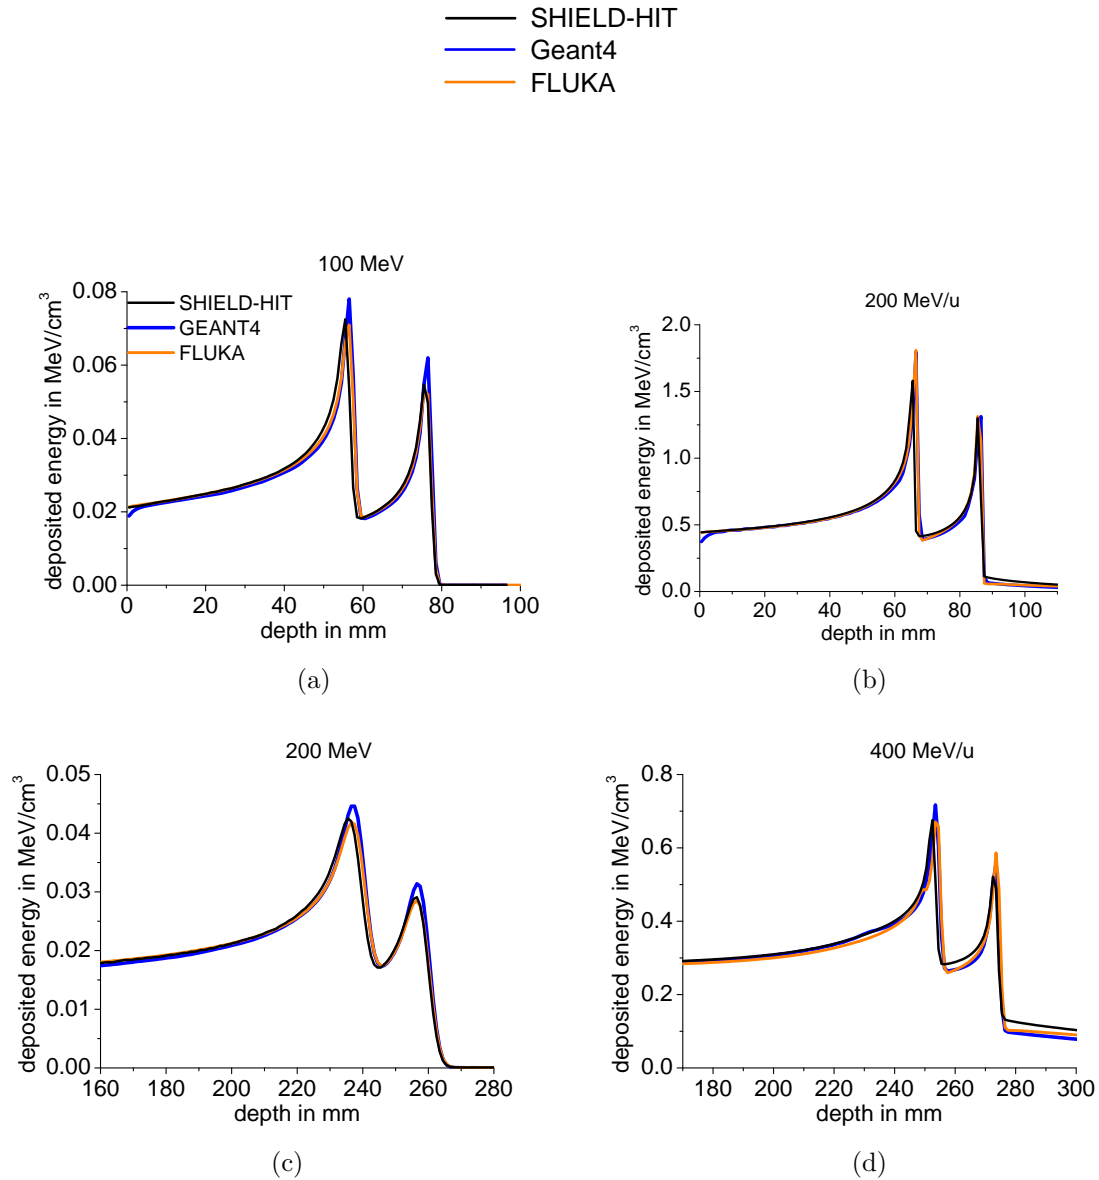 SHIELD-HIT
Geant4
FLUKA
100 MeV
deposited energy in MeV/cm³
0.08
0.06
0.04
0.02
0.00
SHIELD-HIT
GEANT4
FLUKA
0 20 40 60 80 100
depth in mm
(a)
200 MeV/u
deposited energy in MeV/cm³
2.0
1.5
1.0
0.5
0.0
0 20 40 60 80 100
depth in mm
(b)
200 MeV
deposited energy in MeV/cm³
0.05
0.04
0.03
0.02
0.01
0.00
160 180 200 220 240 260 280
depth in mm
(c)
400 MeV/u
deposited energy in MeV/cm³
0.8
0.6
0.4
0.2
0.0
180 200 220 240 260 280 300
depth in mm
(d)